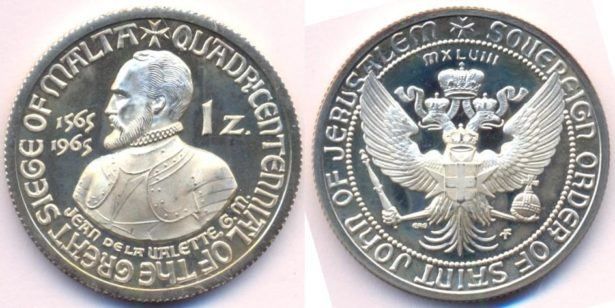 QUADRICENTENNIAL OF THE GREAT SIEGE OF MALTA
1565
1965
1 z.
JEAN DE LA VALETTE, G.M.
SOVEREIGN ORDER OF SAINT JOHN OF JERUSALEM
MXLVIII